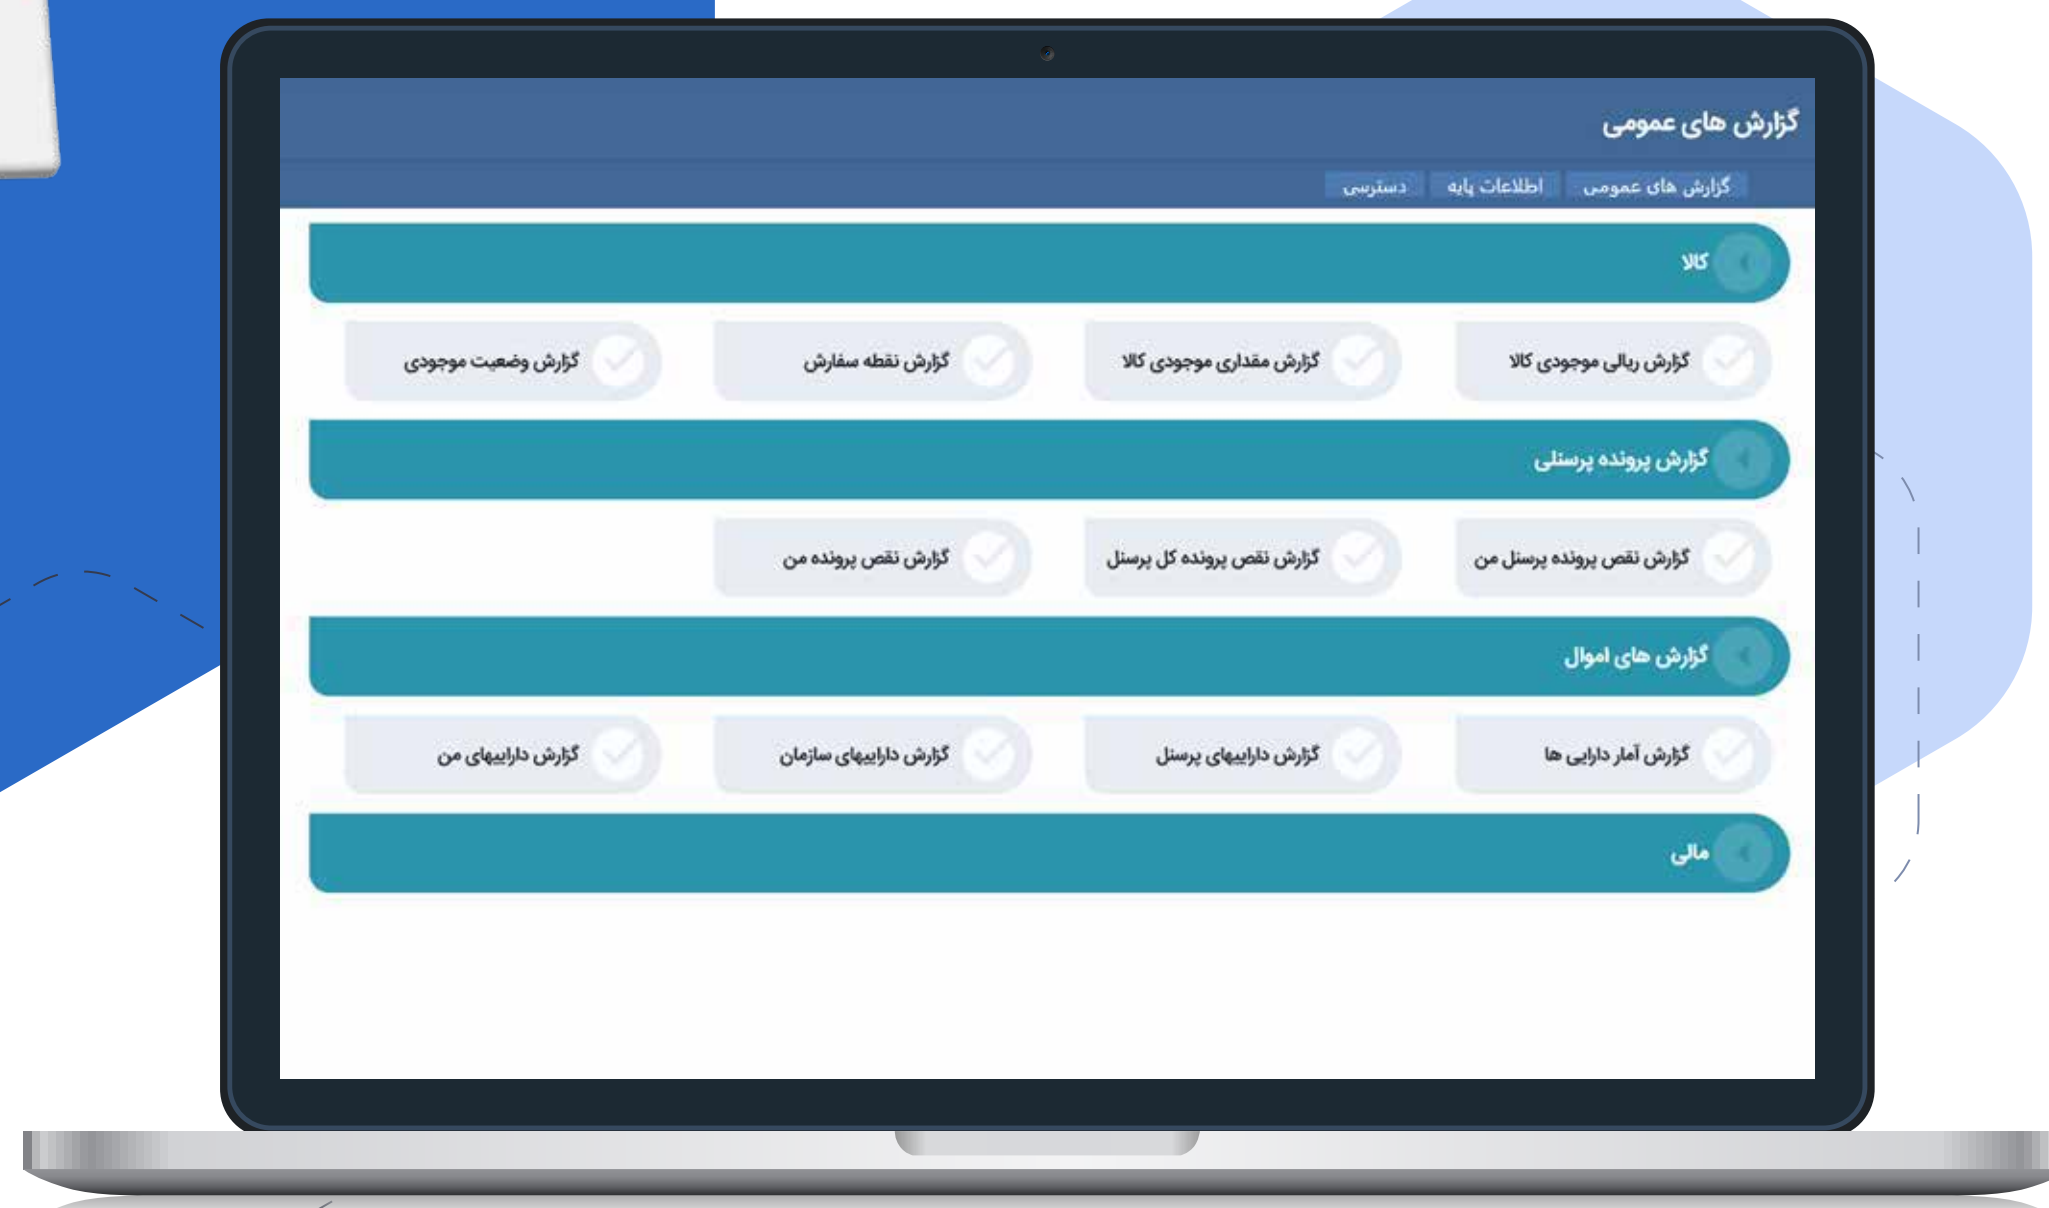 گزارش های عمومی
گزارش های عمومی اطلاعات پایه دسترسی
کالا
گزارش ریالی موجودی کالا گزارش مقداری موجودی کالا گزارش نقطه سفارش گزارش وضعیت موجودی
گزارش پرونده پرسنلی
گزارش نقص پرونده پرسنل من گزارش نقص پرونده کل پرسنل گزارش نقص پرونده من
گزارش های اموال
گزارش آمار دارایی ها گزارش داراییهای پرسنل گزارش داراییهای سازمان گزارش داراییهای من
مالی